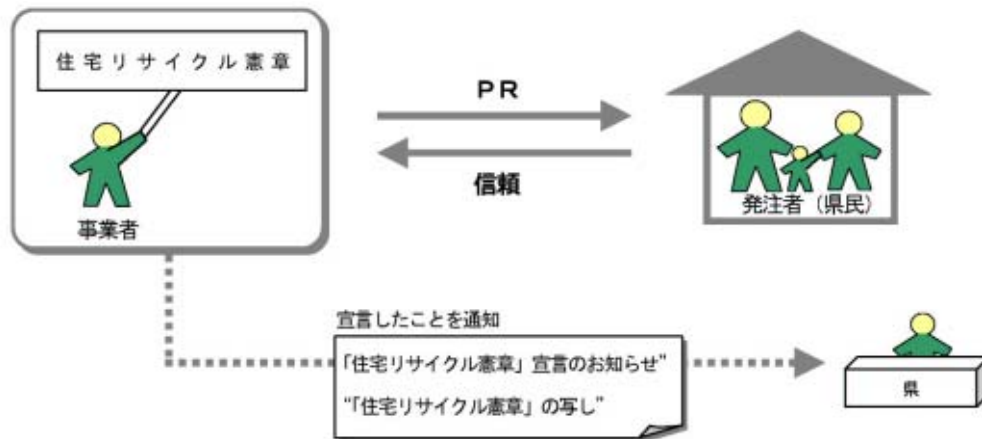 住宅リサイクル憲章
事業者
PR
信頼
発注者（県民）
宣言したことを通知
「住宅リサイクル憲章」宣言のお知らせ”
“「住宅リサイクル憲章」の写し”
県